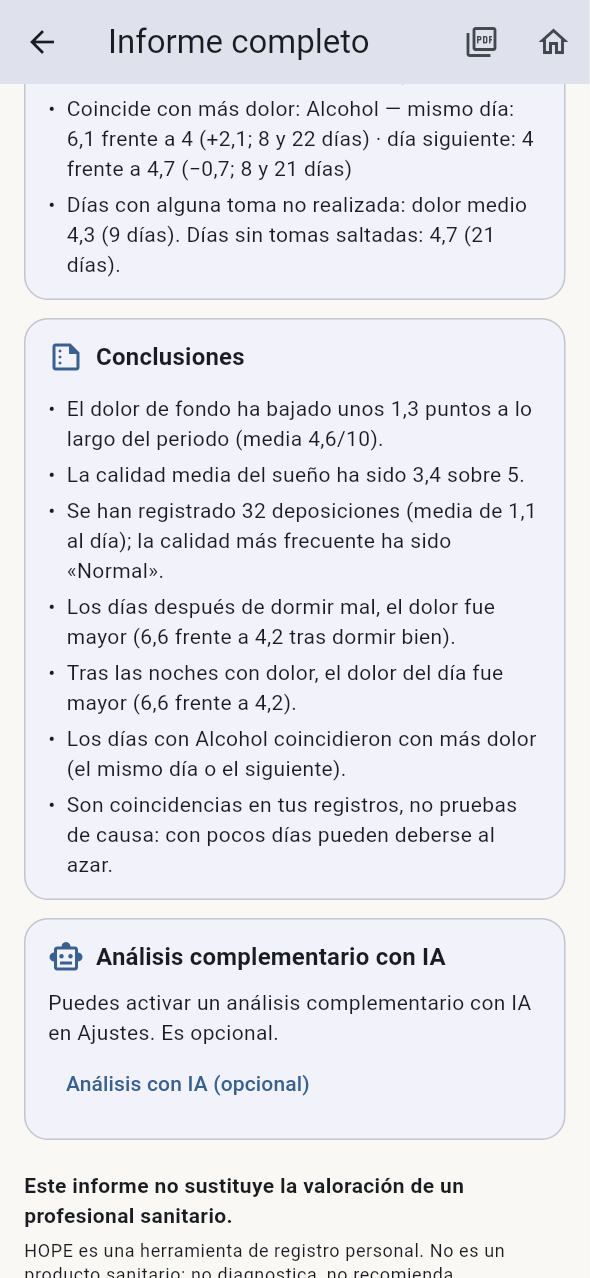 Informe completo
PDF
• Coincide con más dolor: Alcohol — mismo día:
6,1 frente a 4 (+2,1; 8 y 22 días) · día siguiente: 4
frente a 4,7 (−0,7; 8 y 21 días)
• Días con alguna toma no realizada: dolor medio
4,3 (9 días). Días sin tomas saltadas: 4,7 (21
días).
Conclusiones
• El dolor de fondo ha bajado unos 1,3 puntos a lo
largo del periodo (media 4,6/10).
• La calidad media del sueño ha sido 3,4 sobre 5.
• Se han registrado 32 deposiciones (media de 1,1
al día); la calidad más frecuente ha sido
«Normal».
• Los días después de dormir mal, el dolor fue
mayor (6,6 frente a 4,2 tras dormir bien).
• Tras las noches con dolor, el dolor del día fue
mayor (6,6 frente a 4,2).
• Los días con Alcohol coincidieron con más dolor
(el mismo día o el siguiente).
• Son coincidencias en tus registros, no pruebas
de causa: con pocos días pueden deberse al
azar.
Análisis complementario con IA
Puedes activar un análisis complementario con IA
en Ajustes. Es opcional.
Análisis con IA (opcional)
Este informe no sustituye la valoración de un
profesional sanitario.
HOPE es una herramienta de registro personal. No es un
producto sanitario: no diagnostica, no recomienda